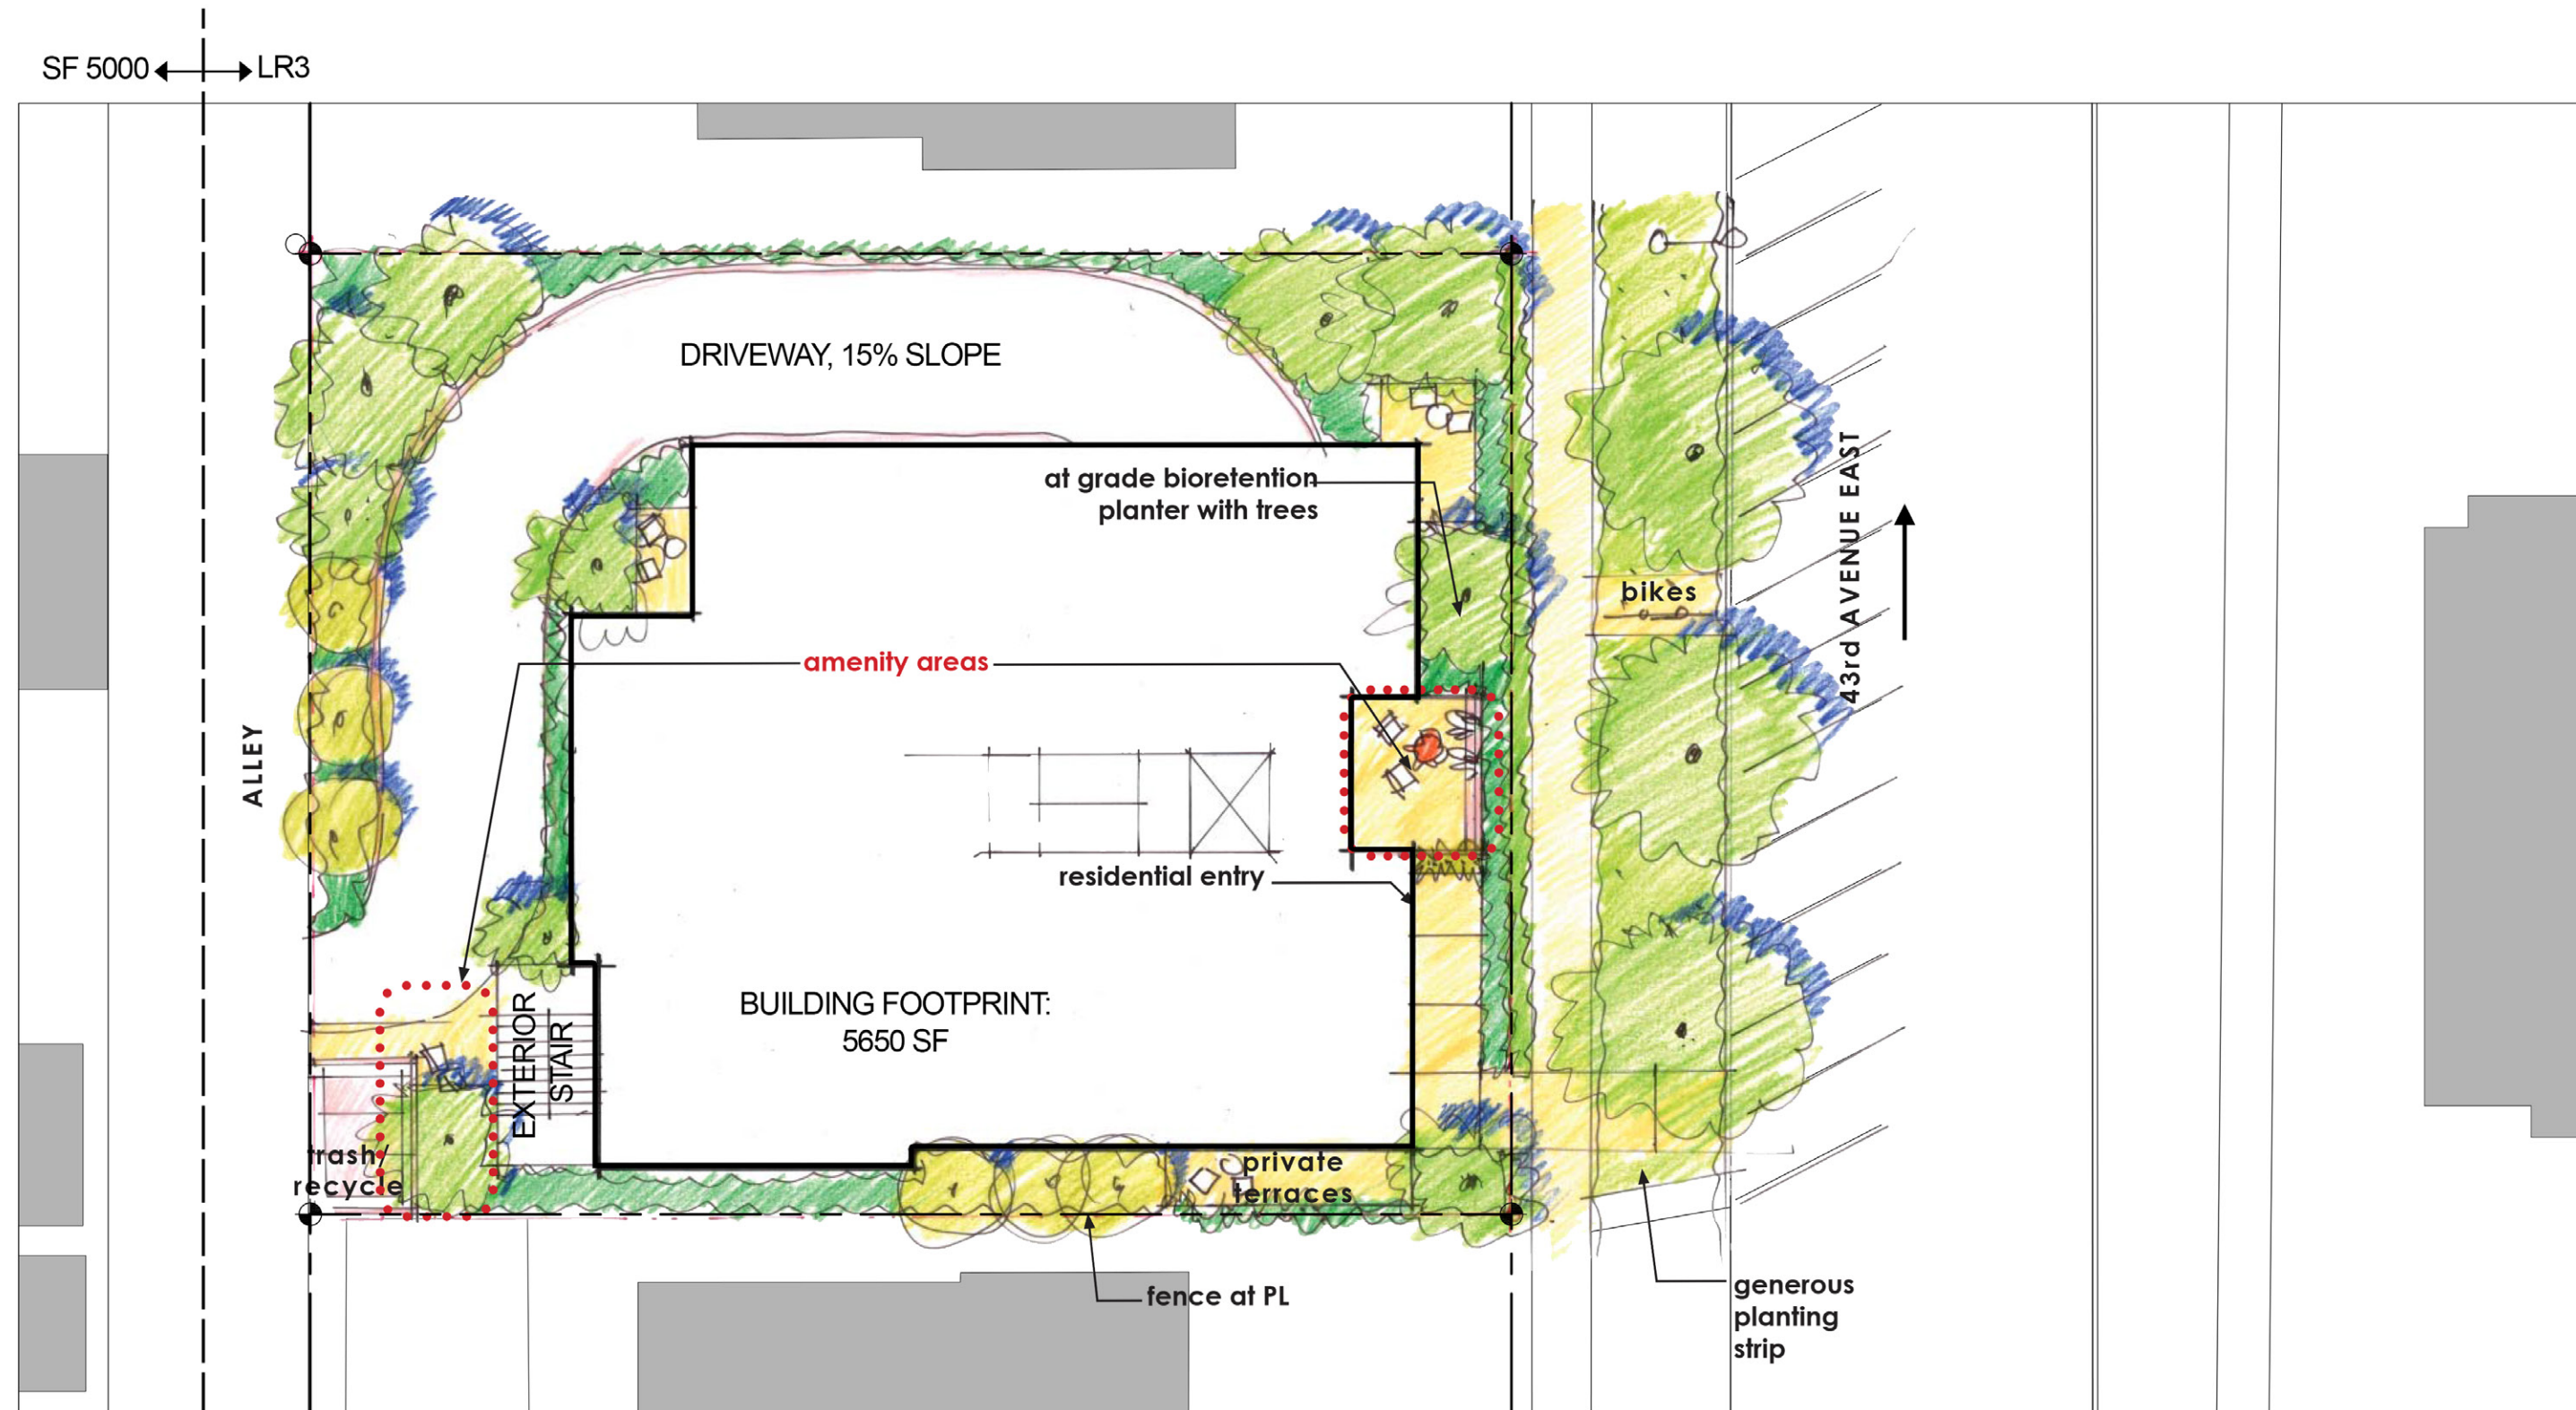 SF 5000
LR3
DRIVEWAY, 15% SLOPE
at grade bioretention
planter with trees
bikes
43rd AVENUE EAST
amenity areas
ALLEY
residential entry
BUILDING FOOTPRINT:
5650 SF
EXTERIOR
STAIR
trash/
recycle
private
terraces
fence at PL
generous
planting
strip